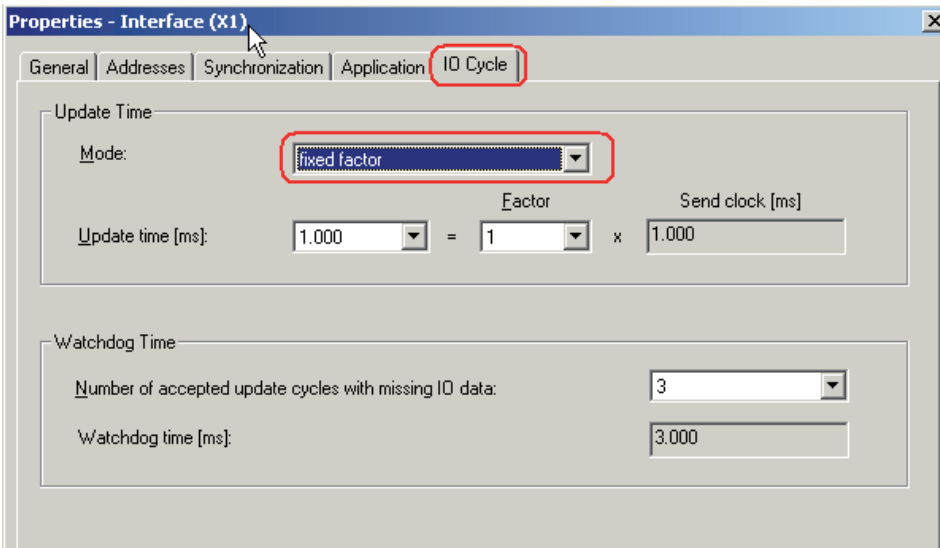 Properties - Interface (X1)
General Addresses Synchronization Application IO Cycle
Update Time
Mode: fixed factor
Factor Send clock [ms]
Update time [ms]: 1.000 = 1 x 1.000
Watchdog Time
Number of accepted update cycles with missing IO data: 3
Watchdog time [ms]: 3.000